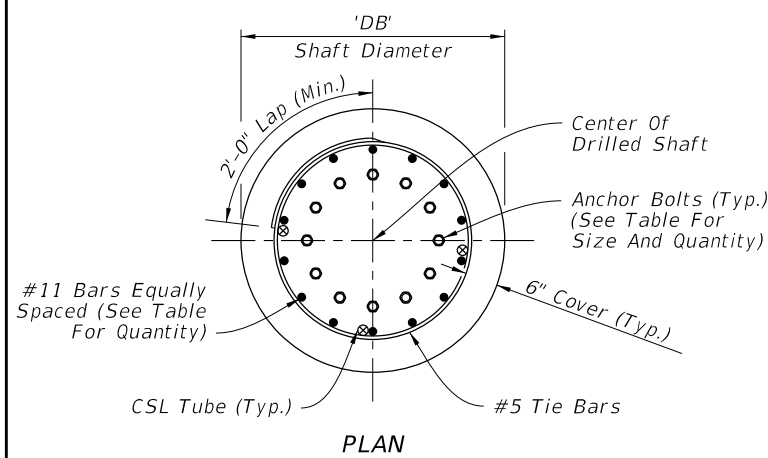 'DB'
Shaft Diameter
2'-0" Lap (Min.)
Center Of
Drilled Shaft
Anchor Bolts (Typ.)
(See Table For
Size And Quantity)
#11 Bars Equally
Spaced (See Table
For Quantity)
6" Cover (Typ.)
CSL Tube (Typ.)
#5 Tie Bars
PLAN